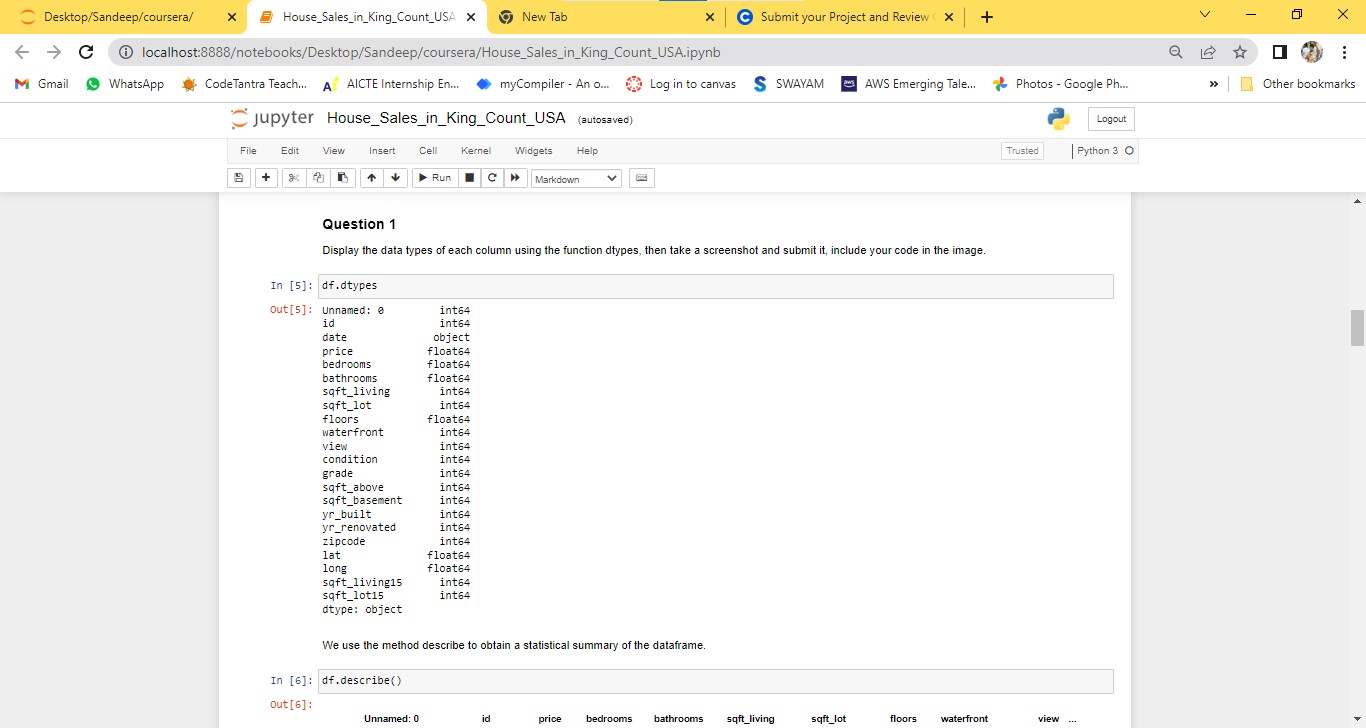 Desktop/Sandeep/coursera/
House_Sales_in_King_Count_USA
New Tab
Submit your Project and Review
localhost:8888/notebooks/Desktop/Sandeep/coursera/House_Sales_in_King_Count_USA.ipynb
Gmail WhatsApp CodeTantra Teach... AICTE Internship En... myCompiler - An o... Log in to canvas SWAYAM aws AWS Emerging Tale... Photos - Google Ph... » Other bookmarks
jupyter House_Sales_in_King_Count_USA (autosaved) Logout
File Edit View Insert Cell Kernel Widgets Help Trusted Python 3
Run Markdown
Question 1
Display the data types of each column using the function dtypes, then take a screenshot and submit it, include your code in the image.
In [5]: df.dtypes
Out[5]: Unnamed: 0 int64
id int64
date object
price float64
bedrooms float64
bathrooms float64
sqft_living int64
sqft_lot int64
floors float64
waterfront int64
view int64
condition int64
grade int64
sqft_above int64
sqft_basement int64
yr_built int64
yr_renovated int64
zipcode int64
lat float64
long float64
sqft_living15 int64
sqft_lot15 int64
dtype: object
We use the method describe to obtain a statistical summary of the dataframe.
In [6]: df.describe()
Out[6]:
Unnamed: 0 id price bedrooms bathrooms sqft_living sqft_lot floors waterfront view ...